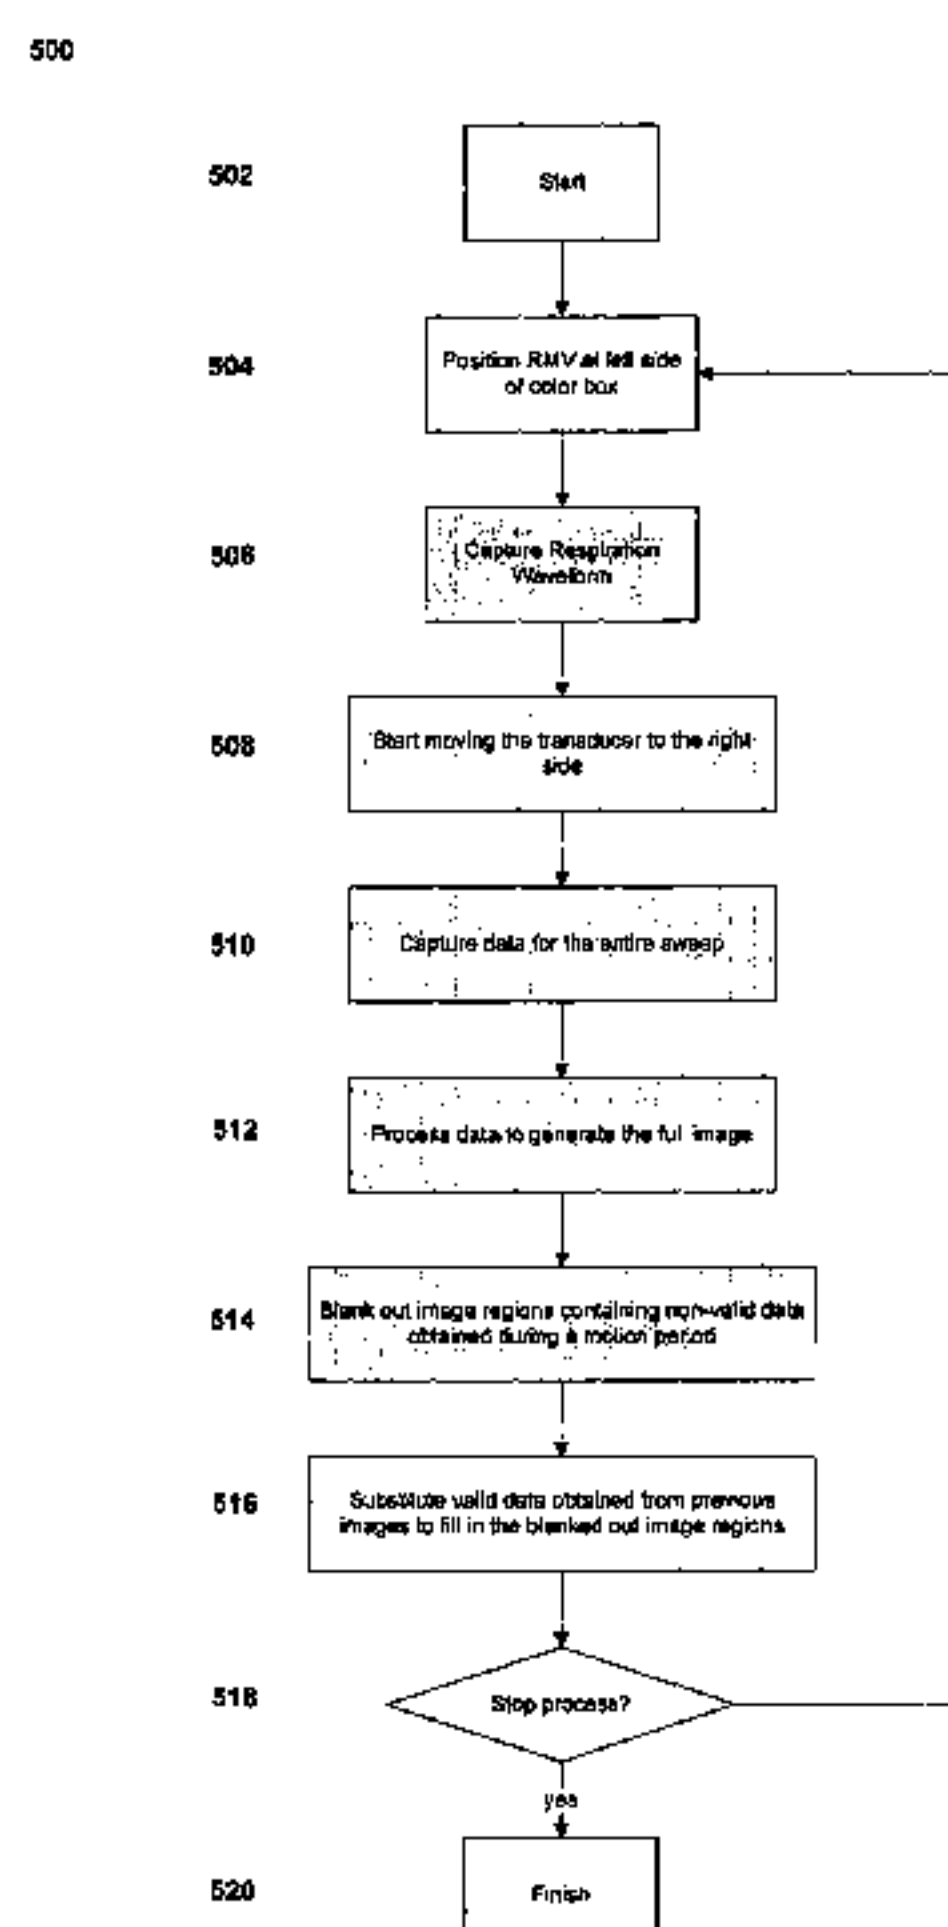 500
502
Start
504
Position RMV at left side
of color box
506
Capture Respiration
Waveform
508
Start moving the transducer to the right
side
510
Capture data for the entire sweep
512
Process data to generate the full image
514
Blank out image regions containing non-valid data
obtained during a motion period
516
Substitute valid data obtained from previous
images to fill in the blanked out image regions
518
Stop process?
yes
520
Finish